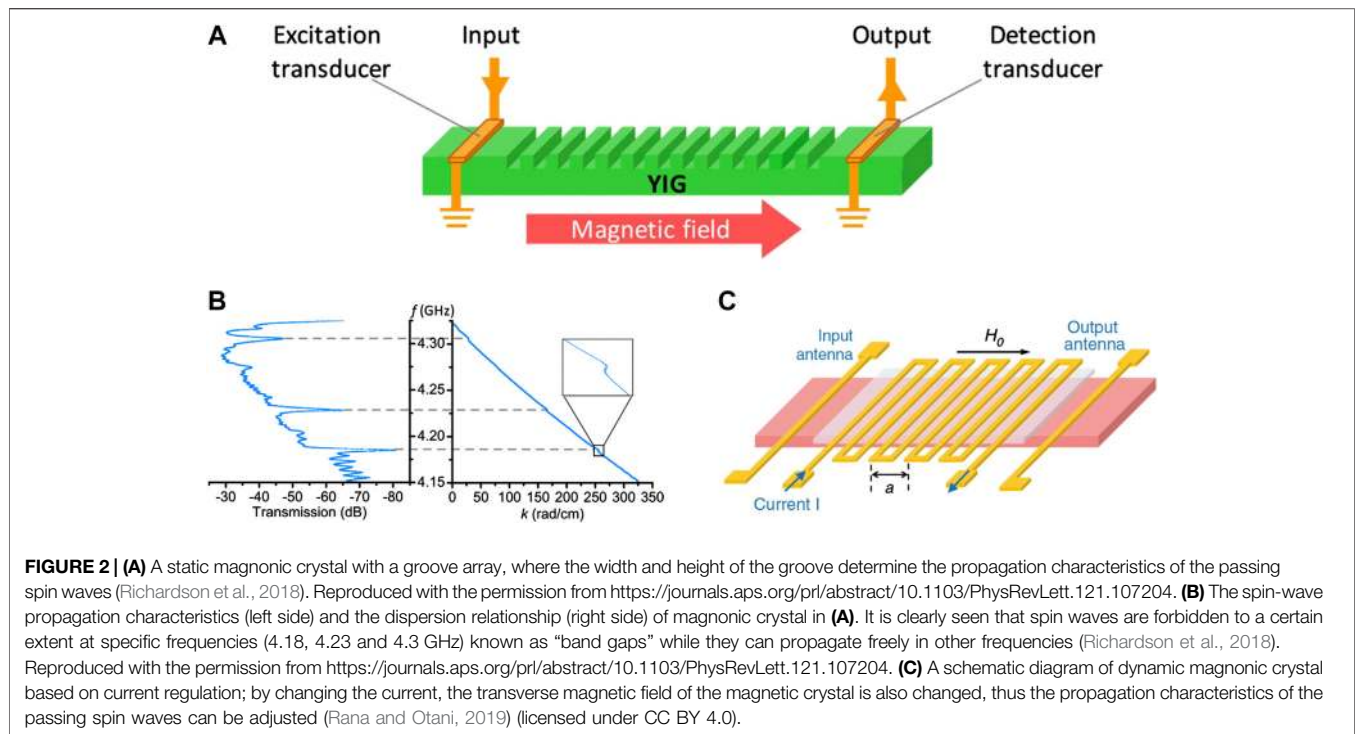 A
Excitation
transducer
Input
Output
Detection
transducer
YIG
Magnetic field
B
f (GHz)
4.30
4.25
4.20
4.15
-30 -40 -50 -60 -70 -80
Transmission (dB)
0 50 100 150 200 250 300 350
k (rad/cm)
C
Input
antenna
H0
Output
antenna
Current I
a
FIGURE 2 | (A) A static magnonic crystal with a groove array, where the width and height of the groove determine the propagation characteristics of the passing
spin waves (Richardson et al., 2018). Reproduced with the permission from https://journals.aps.org/prl/abstract/10.1103/PhysRevLett.121.107204. (B) The spin-wave
propagation characteristics (left side) and the dispersion relationship (right side) of magnonic crystal in (A). It is clearly seen that spin waves are forbidden to a certain
extent at specific frequencies (4.18, 4.23 and 4.3 GHz) known as “band gaps” while they can propagate freely in other frequencies (Richardson et al., 2018).
Reproduced with the permission from https://journals.aps.org/prl/abstract/10.1103/PhysRevLett.121.107204. (C) A schematic diagram of dynamic magnonic crystal
based on current regulation; by changing the current, the transverse magnetic field of the magnetic crystal is also changed, thus the propagation characteristics of the
passing spin waves can be adjusted (Rana and Otani, 2019) (licensed under CC BY 4.0).